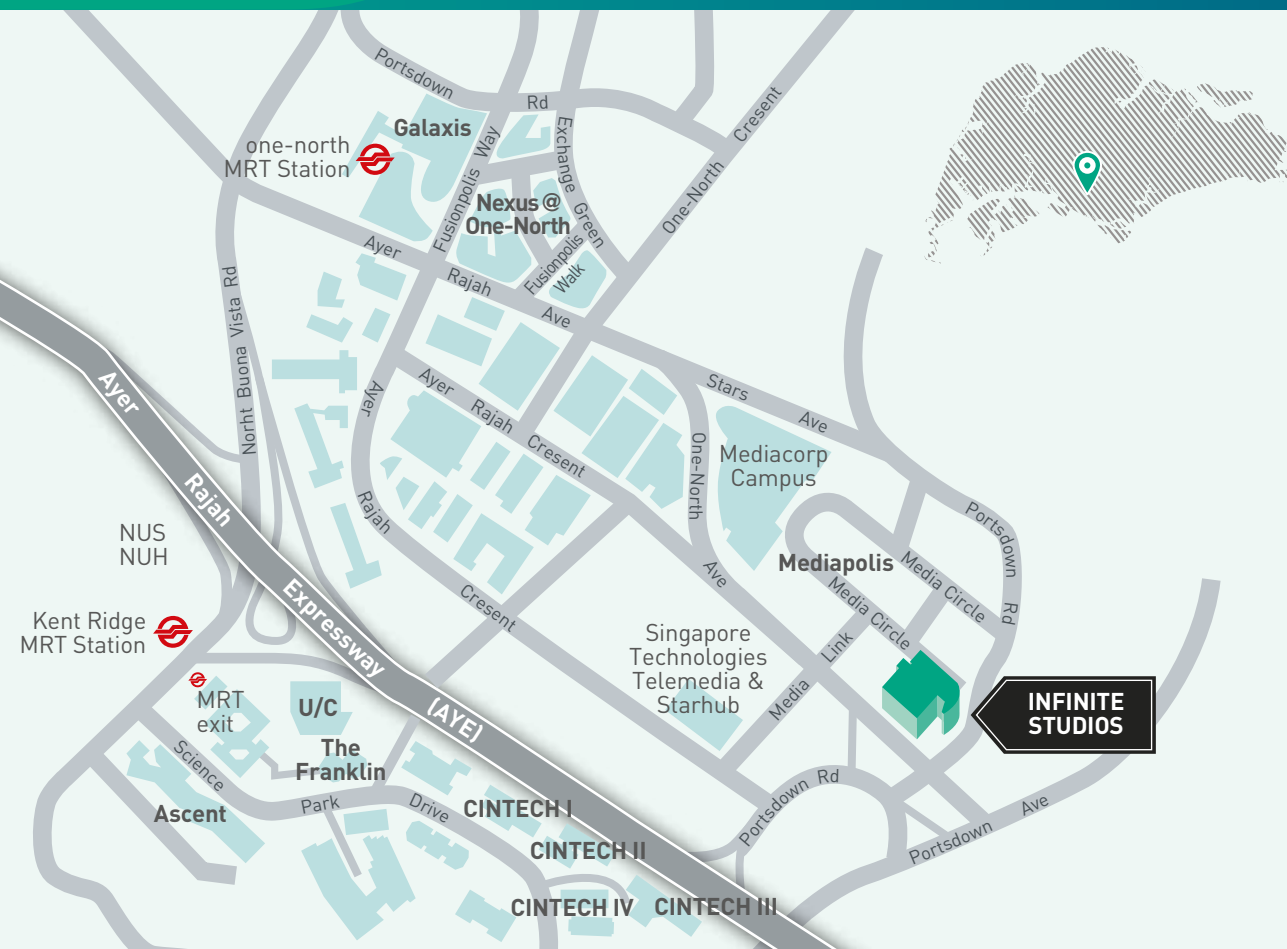 Portsdown
Rd
Galaxis
one-north
MRT Station
Fusionpolis Way
Exchange Green
One-North Cresent
Nexus @
One-North
Fusionpolis
Walk
Ayer Rajah Ave
Norht Buona Vista Rd
Ayer Rajah Cresent
Ayer Rajah Cresent
Stars Ave
One-North Ave
Mediacorp
Campus
Portsdown Rd
Mediapolis
Media Circle
Media Circle
Media Link
Ayer Rajah Expressway (AYE)
NUS
NUH
Kent Ridge
MRT Station
MRT
exit
U/C
The
Franklin
Singapore
Technologies
Telemedia &
Starhub
INFINITE
STUDIOS
Science Park Drive
Ascent
CINTECH I
CINTECH II
CINTECH IV
CINTECH III
Portsdown Rd
Portsdown Ave